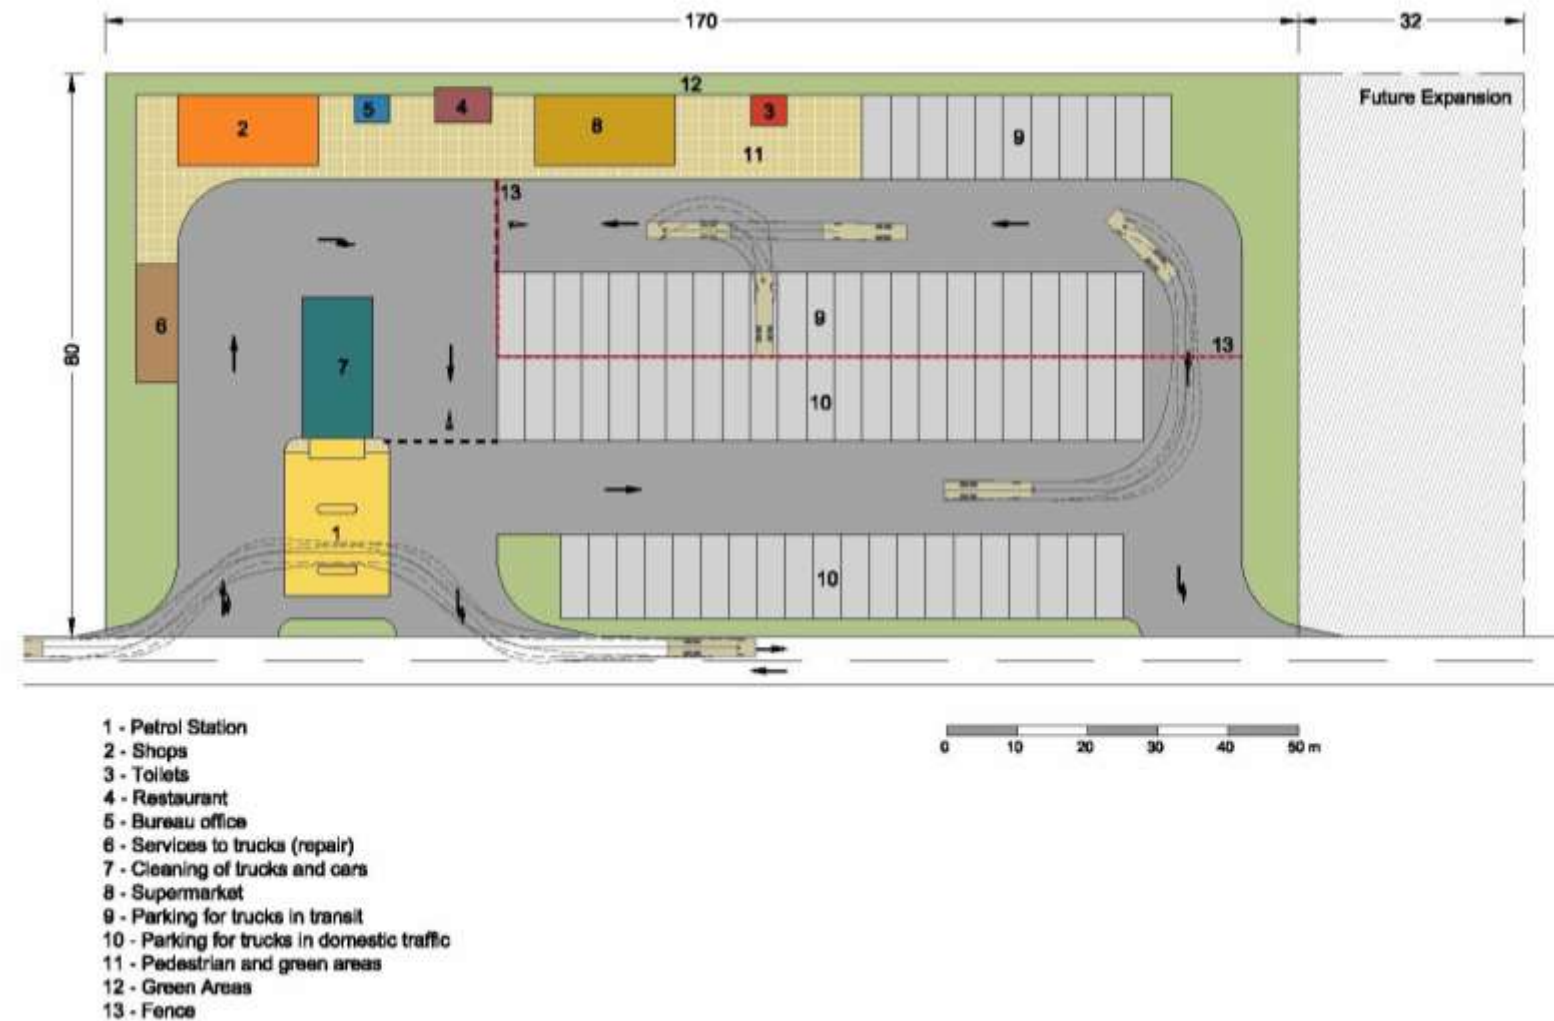 170
32
12
Future Expansion
2
5
4
8
3
9
11
13
6
7
9
13
80
10
1
10
1 - Petrol Station
2 - Shops
3 - Toilets
4 - Restaurant
5 - Bureau office
6 - Services to trucks (repair)
7 - Cleaning of trucks and cars
8 - Supermarket
9 - Parking for trucks in transit
10 - Parking for trucks in domestic traffic
11 - Pedestrian and green areas
12 - Green Areas
13 - Fence
0 10 20 30 40 50 m